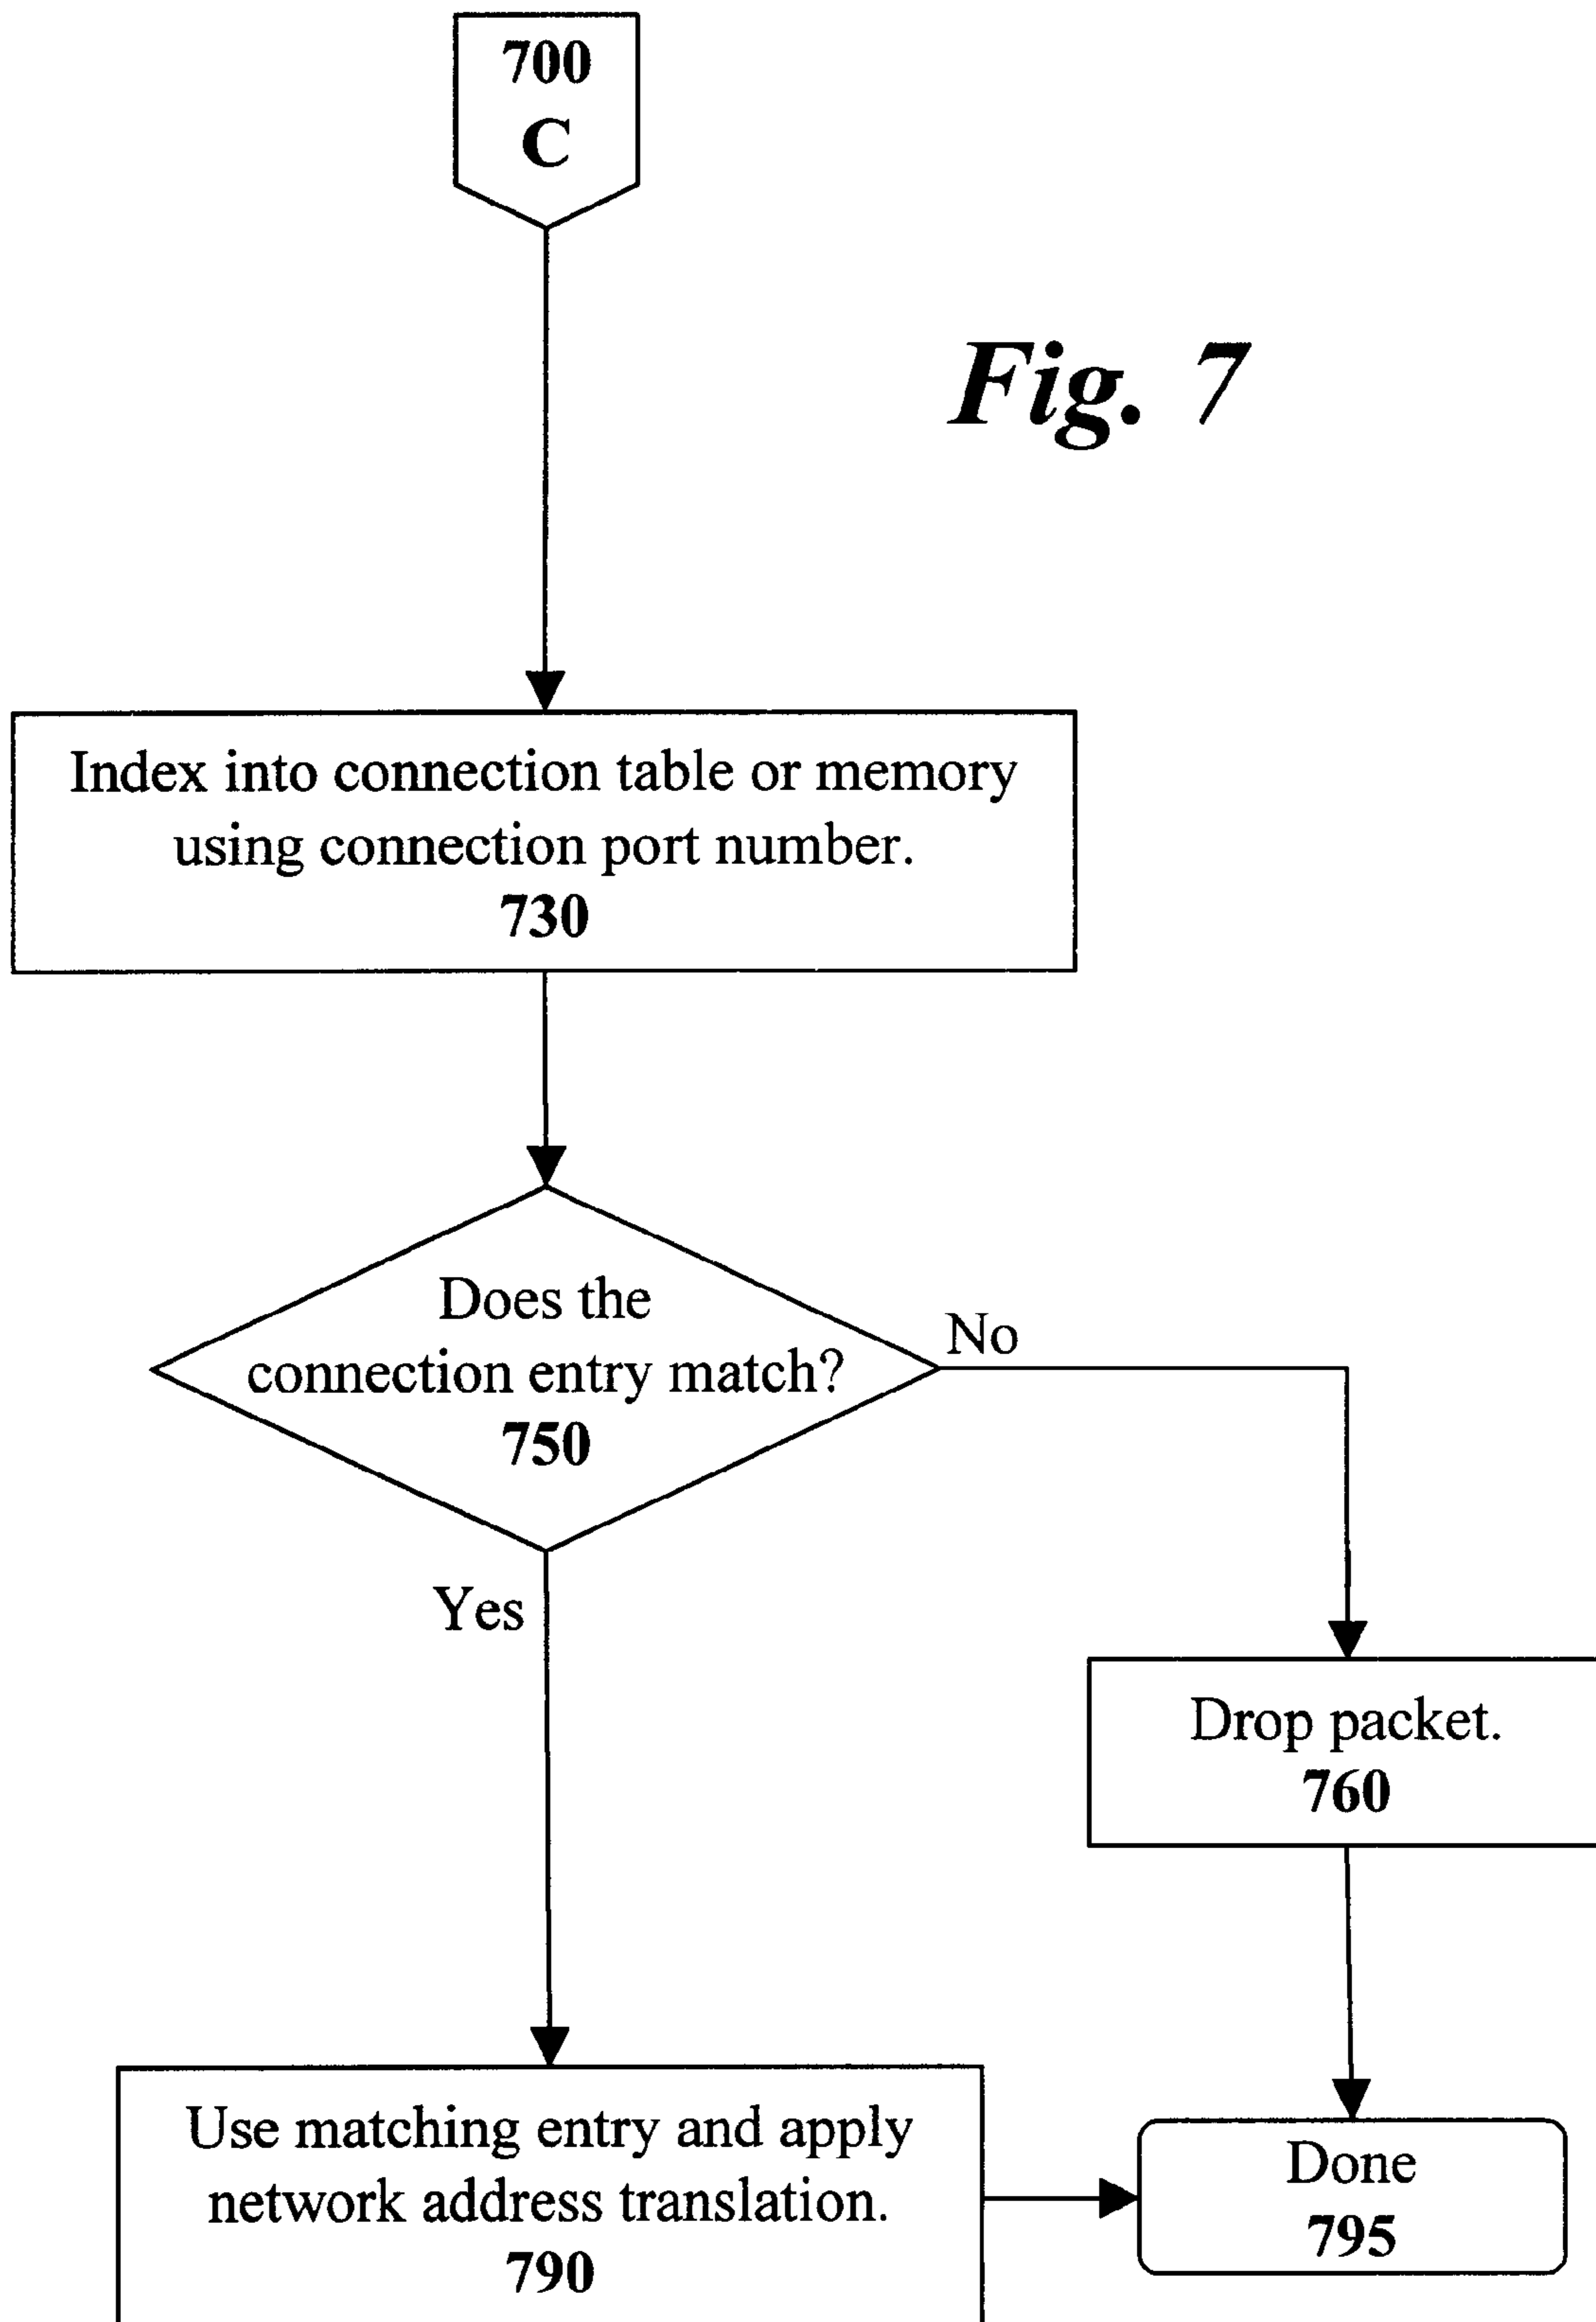 700
C
Fig. 7
Index into connection table or memory
using connection port number.
730
Does the
connection entry match?
750
No
Yes
Drop packet.
760
Use matching entry and apply
network address translation.
790
Done
795